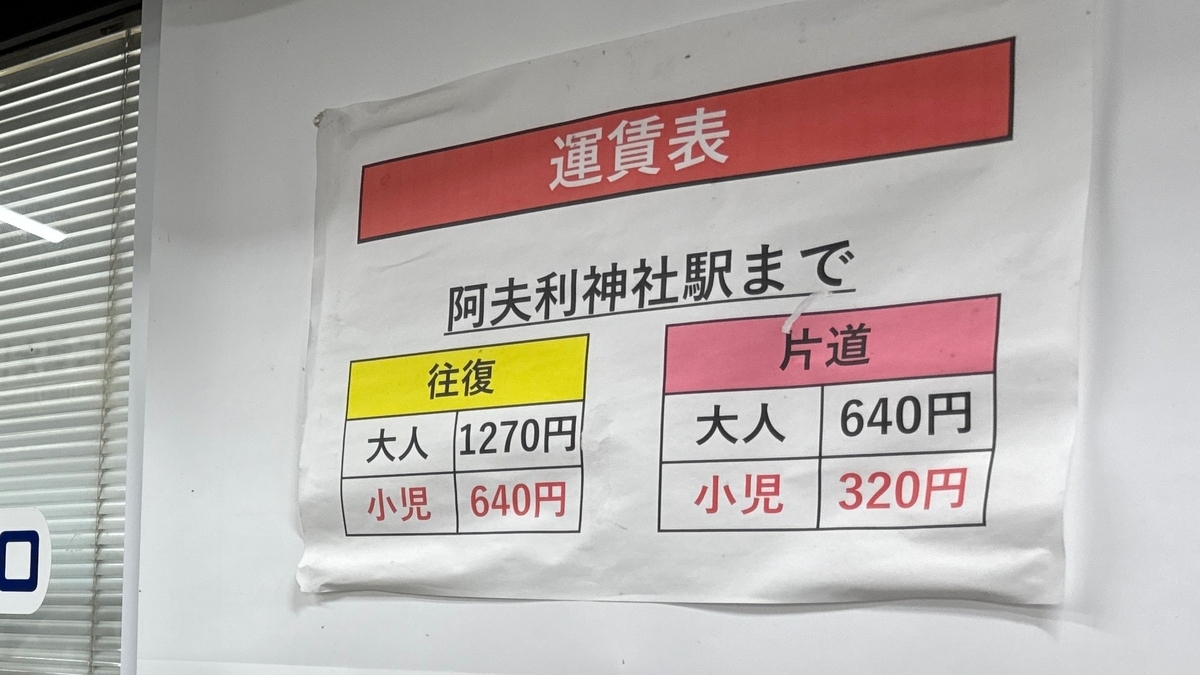 運賃表
阿夫利神社駅まで
往復
大人 1270円
小児 640円
片道
大人 640円
小児 320円